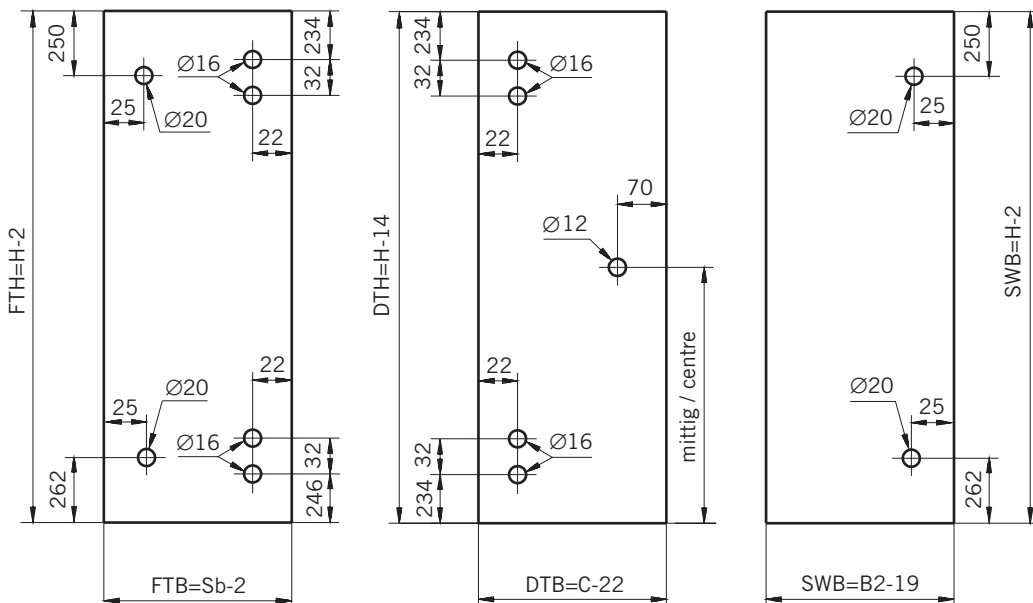 250
25
Ø20
Ø16
234
32
22
FTH=H-2
22
25
Ø20
Ø16
32
246
262
FTB=Sb-2
234
32
Ø16
22
70
Ø12
DTH=H-14
mittig / centre
22
32
Ø16
234
DTB=C-22
250
25
Ø20
SWB=H-2
Ø20
25
262
SWB=B2-19